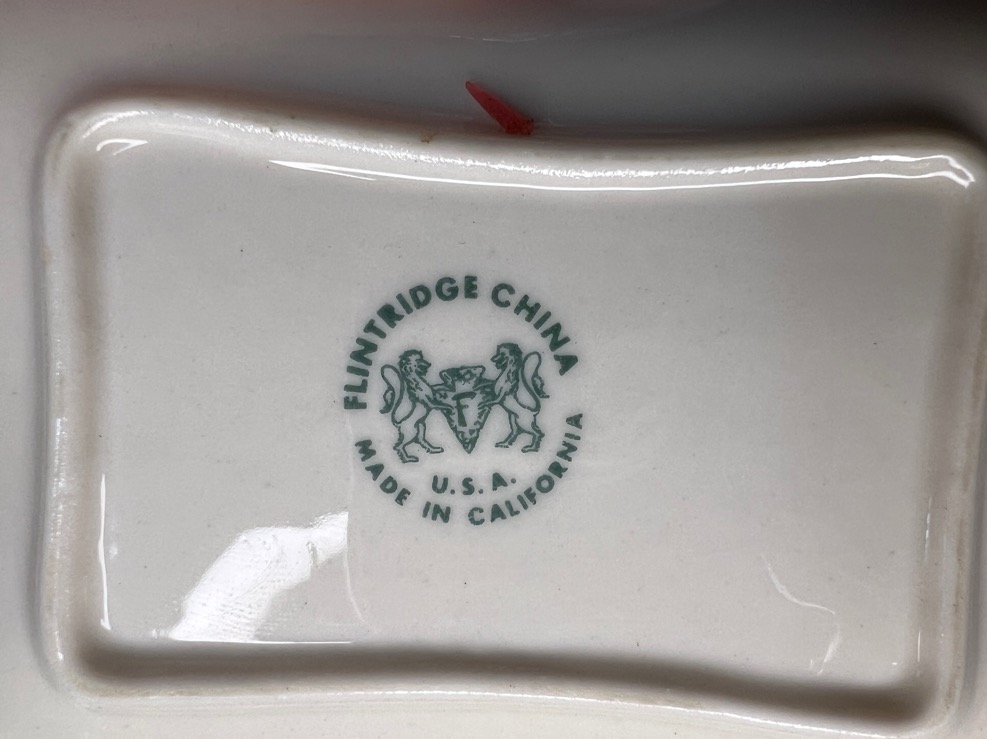 FLINTRIDGE CHINA
F
U.S.A.
MADE IN CALIFORNIA